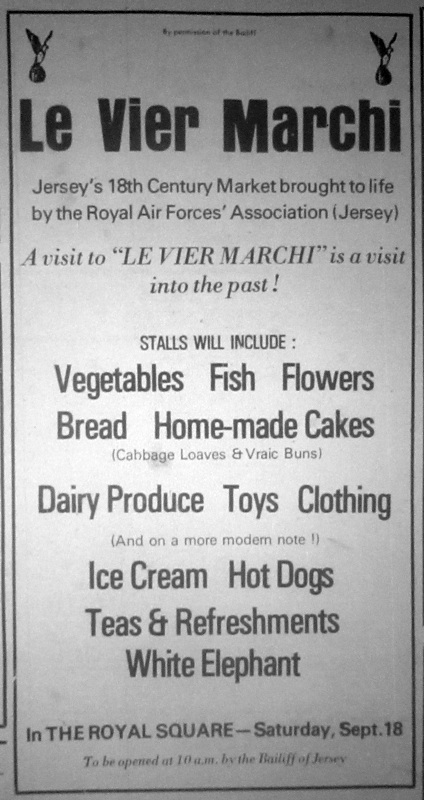 By permission of the Bailiff
Le Vier Marchi
Jersey's 18th Century Market brought to life
by the Royal Air Forces' Association (Jersey)
A visit to "LE VIER MARCHI" is a visit
into the past!
STALLS WILL INCLUDE :
Vegetables Fish Flowers
Bread Home-made Cakes
(Cabbage Loaves & Vraic Buns)
Dairy Produce Toys Clothing
(And on a more modern note !)
Ice Cream Hot Dogs
Teas & Refreshments
White Elephant
In THE ROYAL SQUARE—Saturday, Sept. 18
To be opened at 10 a.m. by the Bailiff of Jersey